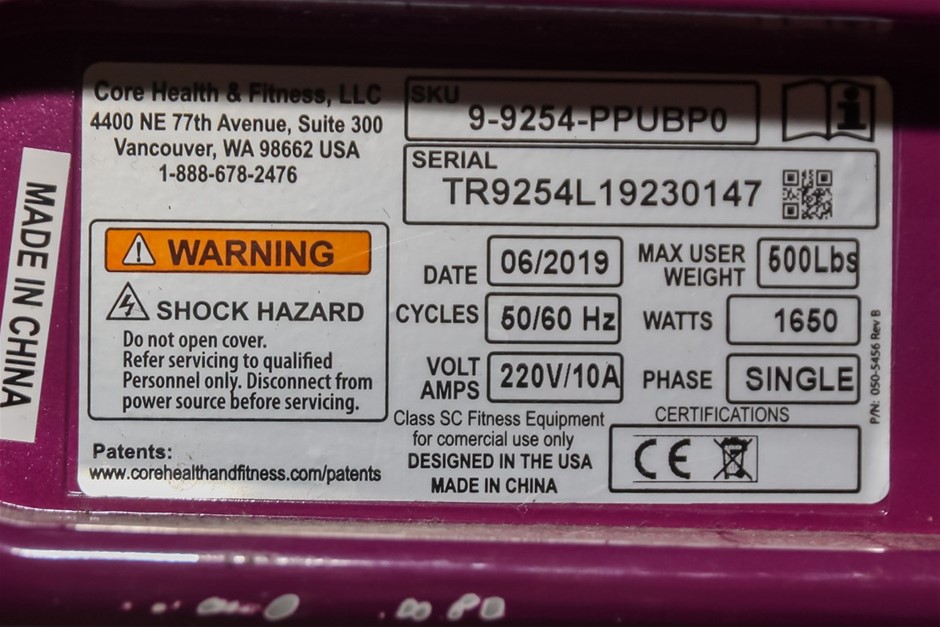 Core Health & Fitness, LLC
4400 NE 77th Avenue, Suite 300
Vancouver, WA 98662 USA
1-888-678-2476
SKU
9-9254-PPUBP0
SERIAL
TR9254L19230147
MADE IN CHINA
WARNING
SHOCK HAZARD
Do not open cover.
Refer servicing to qualified
Personnel only. Disconnect from
power source before servicing.
Patents:
www.corehealthandfitness.com/patents
DATE 06/2019
CYCLES 50/60 Hz
VOLT
AMPS 220V/10A
MAX USER
WEIGHT 500Lbs
WATTS 1650
PHASE SINGLE
Class SC Fitness Equipment
for comercial use only
DESIGNED IN THE USA
MADE IN CHINA
CERTIFICATIONS
CE
P/N: 050-5456 Rev B